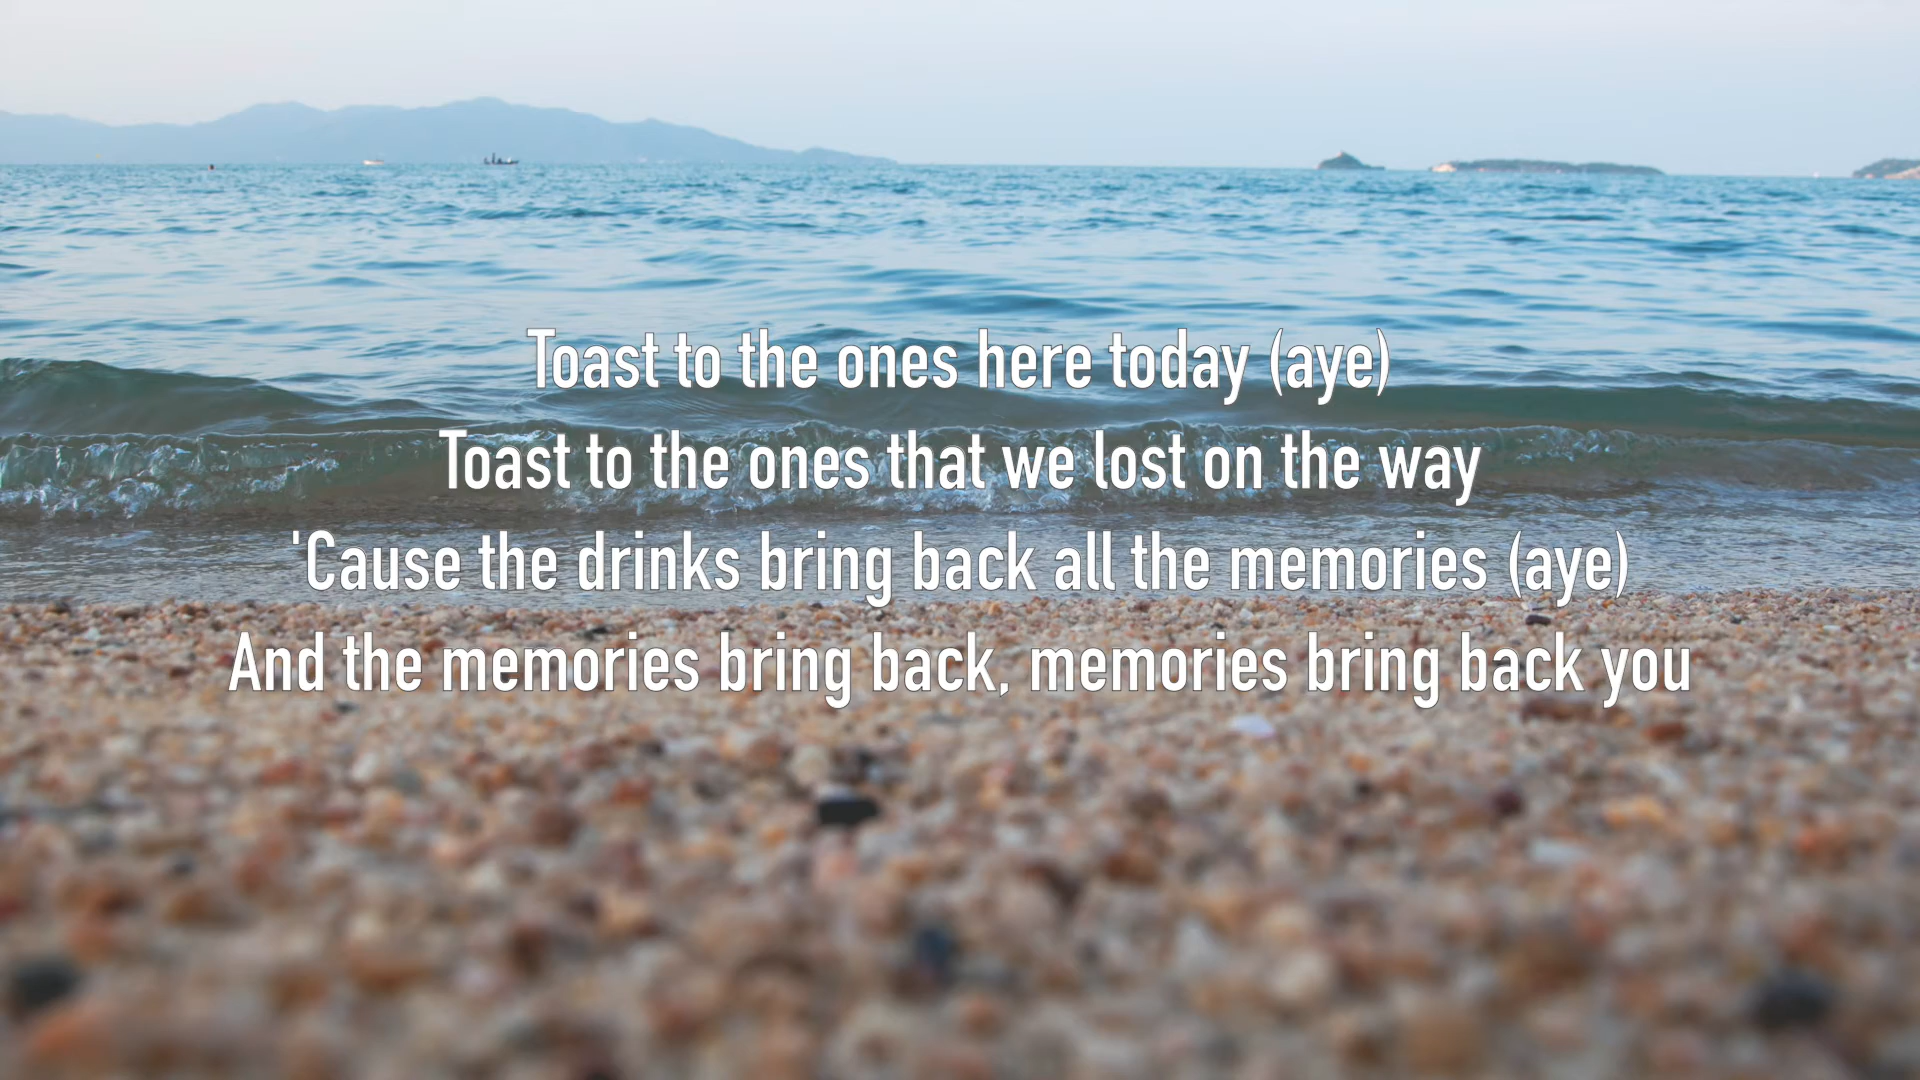 Toast to the ones here today (aye)
Toast to the ones that we lost on the way
'Cause the drinks bring back all the memories (aye)
And the memories bring back, memories bring back you